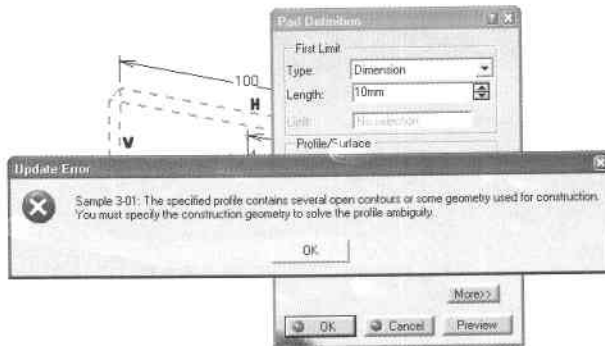 Pad Definition
First Limit
Type:
Dimension
Length:
10mm
Limit:
No selection
Profile/Surface
100
H
V
Update Error
Sample 3-01: The specified profile contains several open contours or some geometry used for construction.
You must specify the construction geometry to solve the profile ambiguity.
OK
More>>
OK
Cancel
Preview